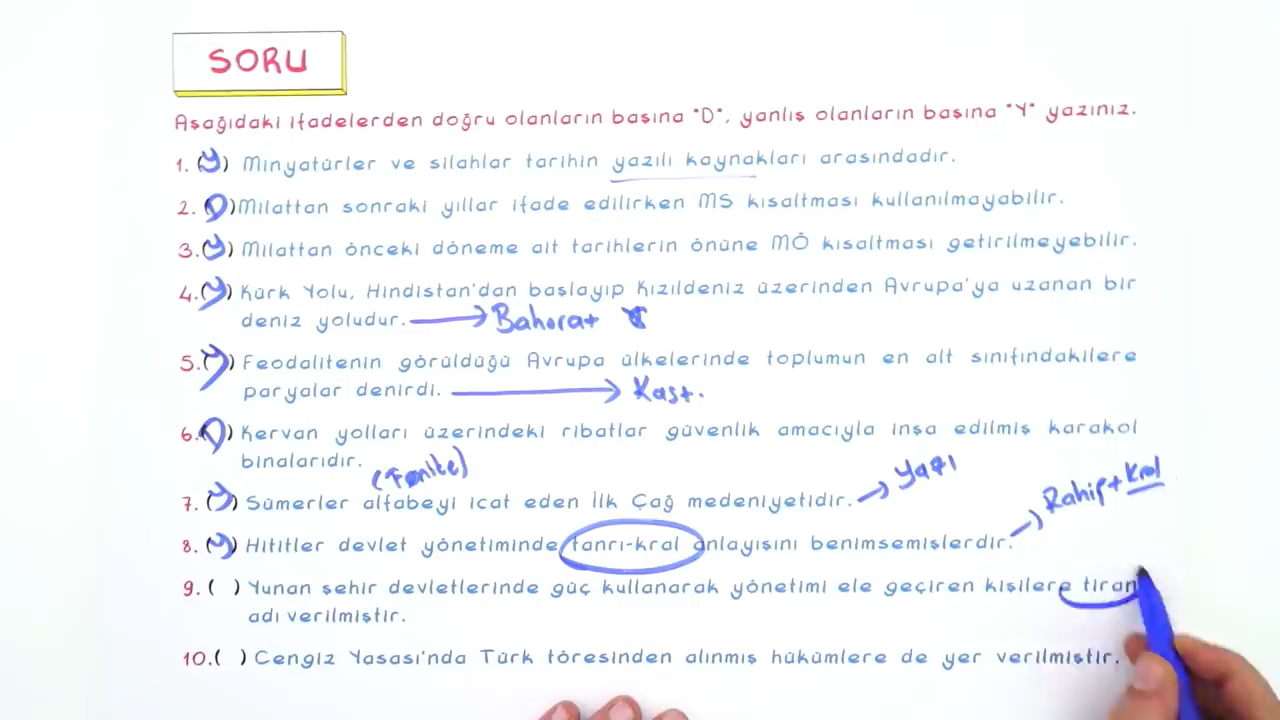 SORU
Aşağıdaki ifadelerden doğru olanların başına "D", yanlış olanların başına "Y" yazınız.
1. (Y) Minyatürler ve silahlar tarihin yazılı kaynakları arasındadır.
2. (D) Milattan sonraki yıllar ifade edilirken MS kısaltması kullanılmayabilir.
3. (Y) Milattan önceki döneme ait tarihlerin önüne MÖ kısaltması getirilmeyebilir.
4. (Y) Kürk Yolu, Hindistan'dan başlayıp Kızıldeniz üzerinden Avrupa'ya uzanan bir
deniz yoludur. → Baharat
5. (Y) Feodalitenin görüldüğü Avrupa ülkelerinde toplumun en alt sınıfındakilere
paryalar denirdi. → Kast.
6. (D) Kervan yolları üzerindeki ribatlar güvenlik amacıyla inşa edilmiş karakol
binalarıdır.
(Fenike)
7. (Y) Sümerler alfabeyi icat eden İlk Çağ medeniyetidir. → Yazı
8. (Y) Hititler devlet yönetiminde tanrı-kral anlayışını benimsemişlerdir. → Rahip + Kral
9. ( ) Yunan şehir devletlerinde güç kullanarak yönetimi ele geçiren kişilere tiran
adı verilmiştir.
10. ( ) Cengiz Yasası'nda Türk töresinden alınmış hükümlere de yer verilmiştir.